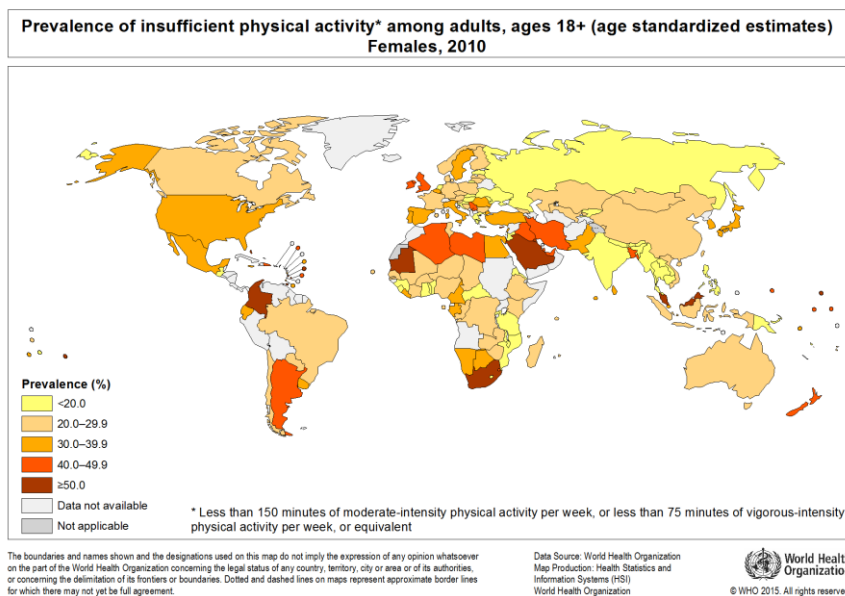 Prevalence of insufficient physical activity* among adults, ages 18+ (age standardized estimates)
Females, 2010
Prevalence (%)
<20.0
20.0–29.9
30.0–39.9
40.0–49.9
≥50.0
Data not available
Not applicable
* Less than 150 minutes of moderate-intensity physical activity per week, or less than 75 minutes of vigorous-intensity
physical activity per week, or equivalent
The boundaries and names shown and the designations used on this map do not imply the expression of any opinion whatsoever
on the part of the World Health Organization concerning the legal status of any country, territory, city or area or of its authorities,
or concerning the delimitation of its frontiers or boundaries. Dotted and dashed lines on maps represent approximate border lines
for which there may not yet be full agreement.
Data Source: World Health Organization
Map Production: Health Statistics and
Information Systems (HSI)
World Health Organization
World Healt
Organizatio
© WHO 2015. All rights reserve